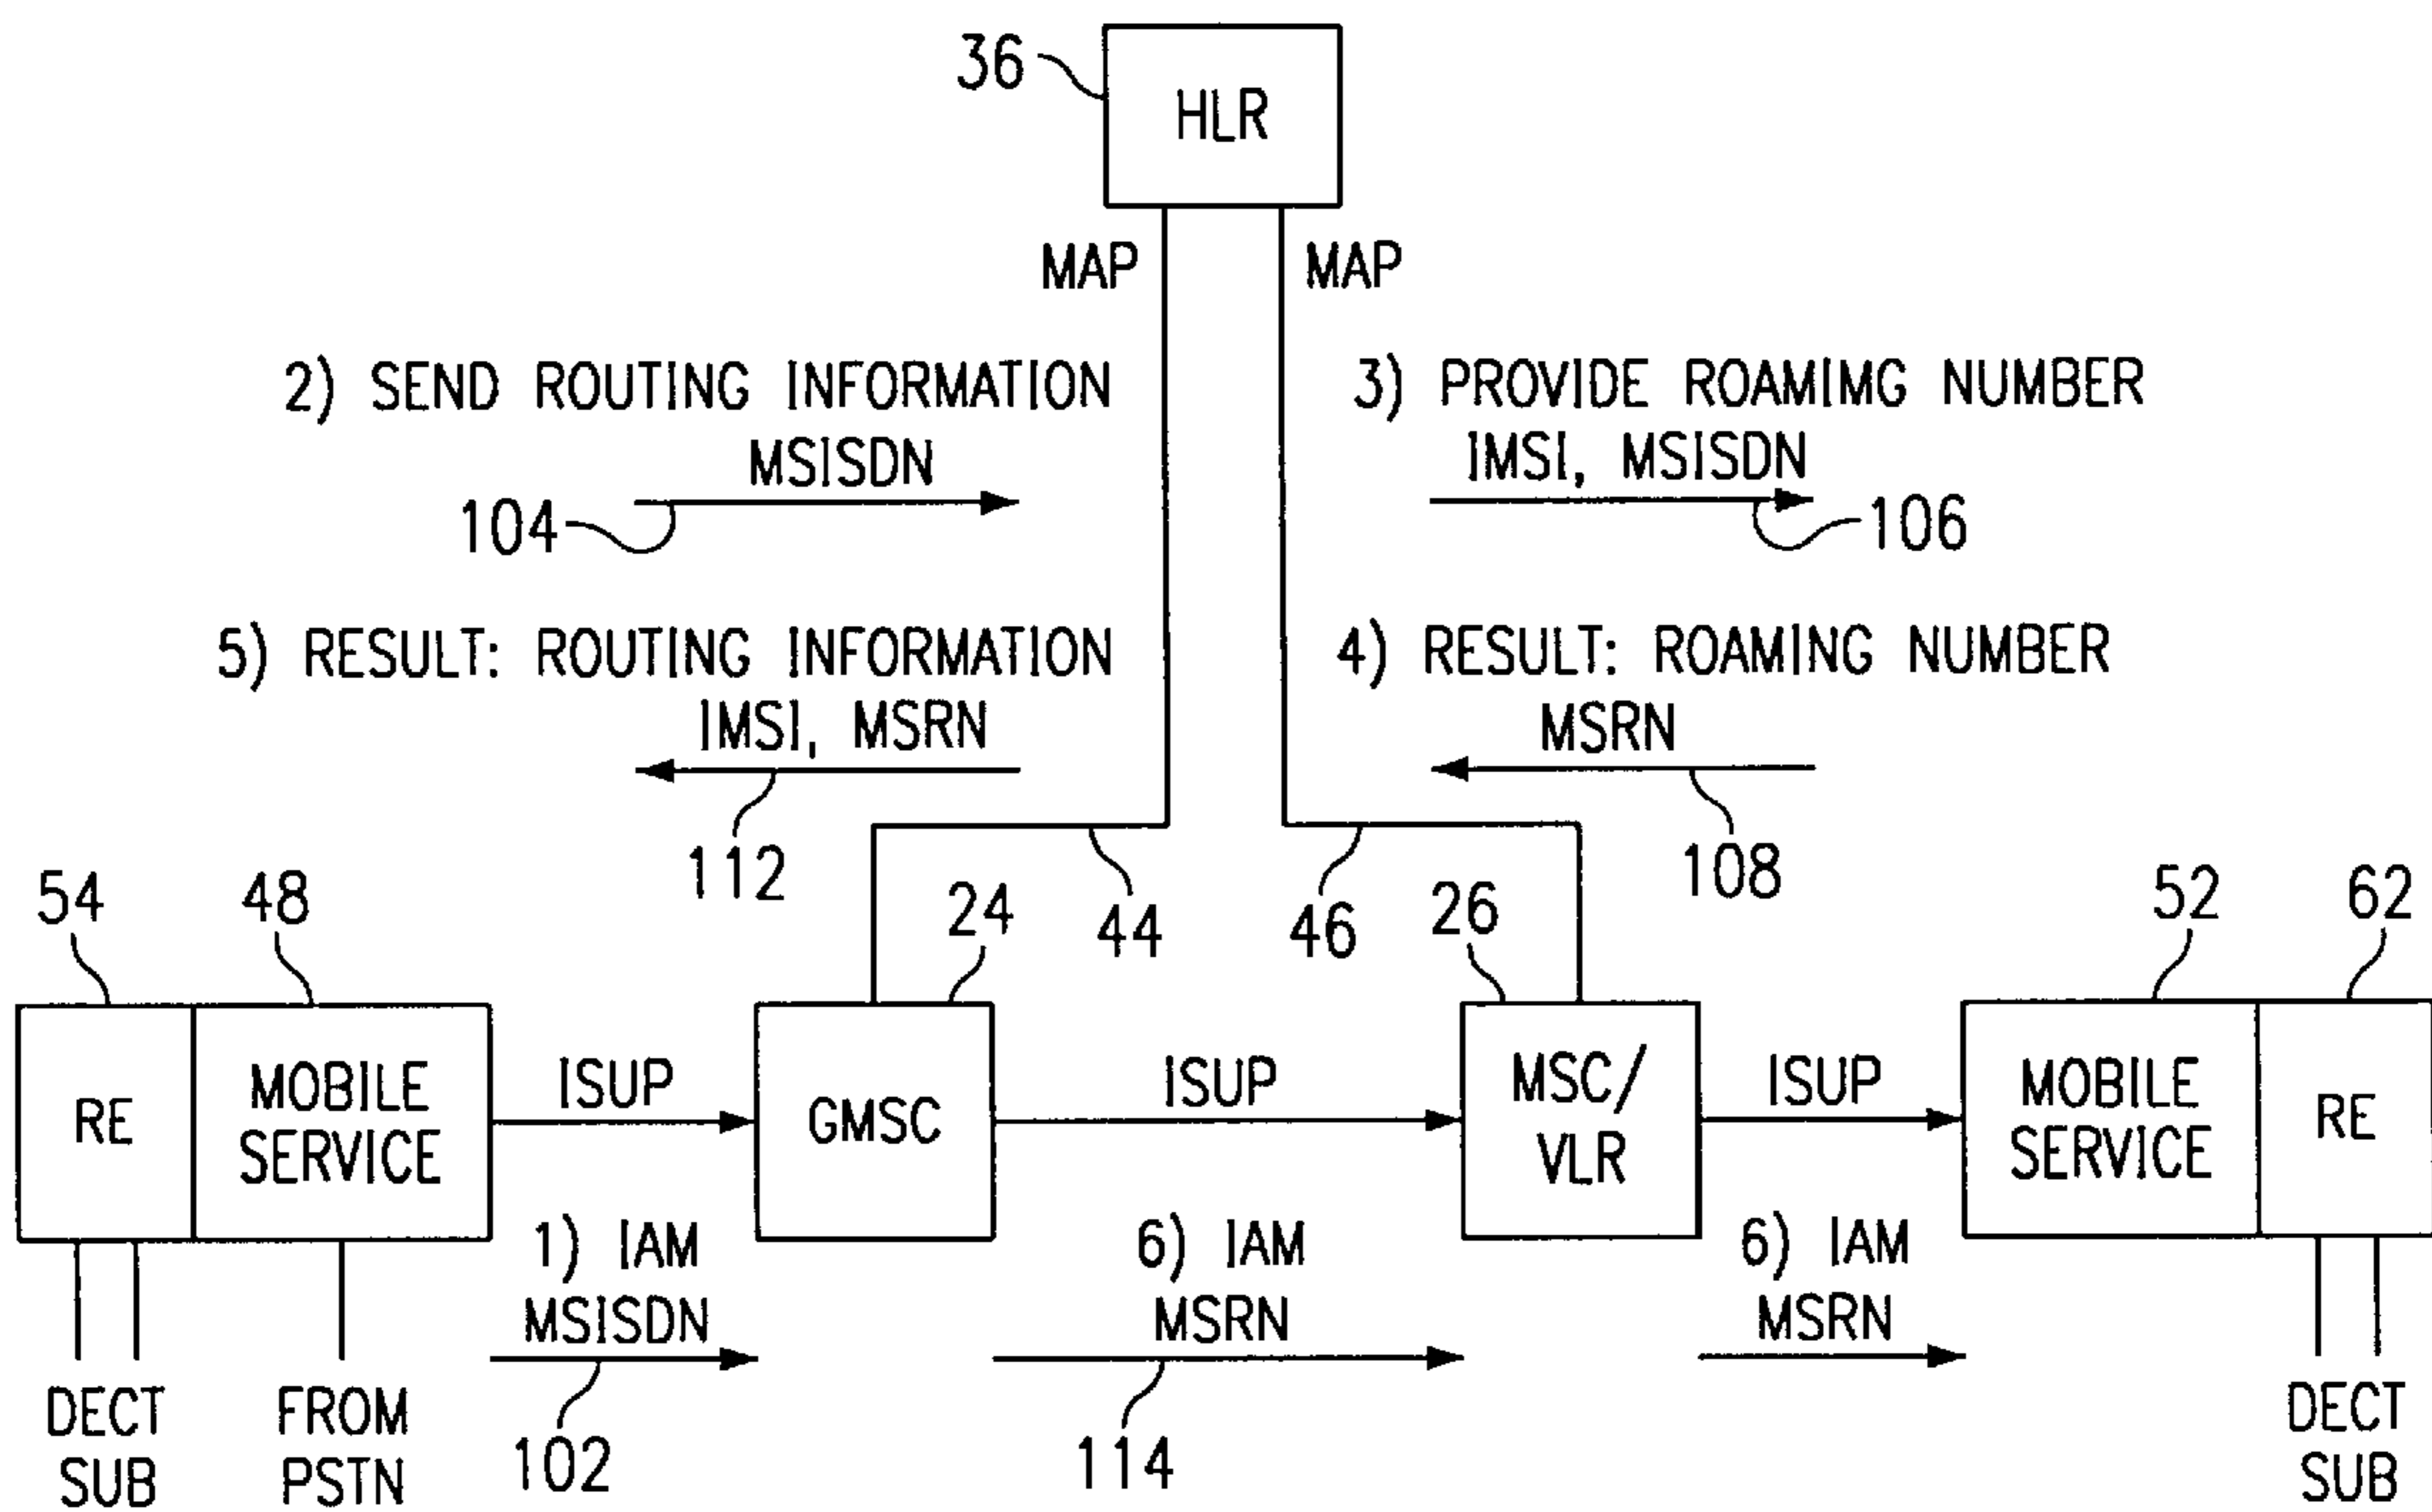 36
HLR
MAP
MAP
2) SEND ROUTING INFORMATION
MSISDN
104
3) PROVIDE ROAMIMG NUMBER
IMSI, MSISDN
106
5) RESULT: ROUTING INFORMATION
IMSI, MSRN
112
4) RESULT: ROAMING NUMBER
MSRN
108
54
48
24
44
46
26
52
62
RE
MOBILE
SERVICE
ISUP
GMSC
ISUP
MSC/
VLR
ISUP
MOBILE
SERVICE
RE
1) IAM
MSISDN
102
6) IAM
MSRN
114
6) IAM
MSRN
DECT
SUB
FROM
PSTN
DECT
SUB